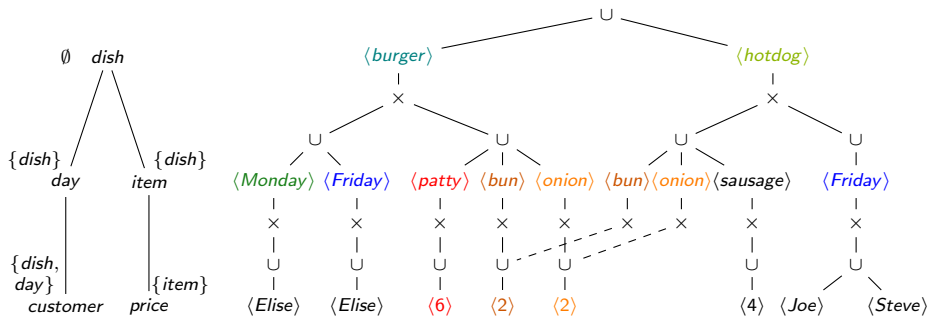 ∪
∅ dish
⟨burger⟩ ⟨hotdog⟩
× ×
∪ ∪ ∪ ∪
{dish} {dish}
day item ⟨Monday⟩ ⟨Friday⟩ ⟨patty⟩ ⟨bun⟩ ⟨onion⟩ ⟨bun⟩ ⟨onion⟩ ⟨sausage⟩ ⟨Friday⟩
× × × × × × × × ×
{dish,
∪ ∪ ∪ ∪ ∪ ∪ ∪
day} {item}
customer price ⟨Elise⟩ ⟨Elise⟩ ⟨6⟩ ⟨2⟩ ⟨2⟩ ⟨4⟩ ⟨Joe⟩ ⟨Steve⟩